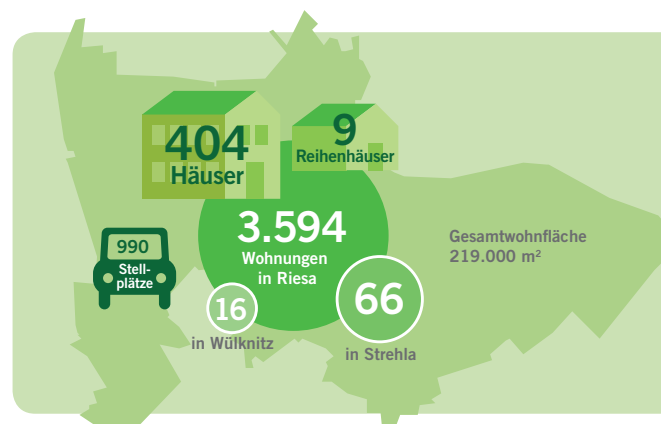 404
Häuser
9
Reihenhäuser
3.594
Wohnungen
in Riesa
990
Stell-
plätze
16
in Wülknitz
66
in Strehla
Gesamtwohnfläche
219.000 m²